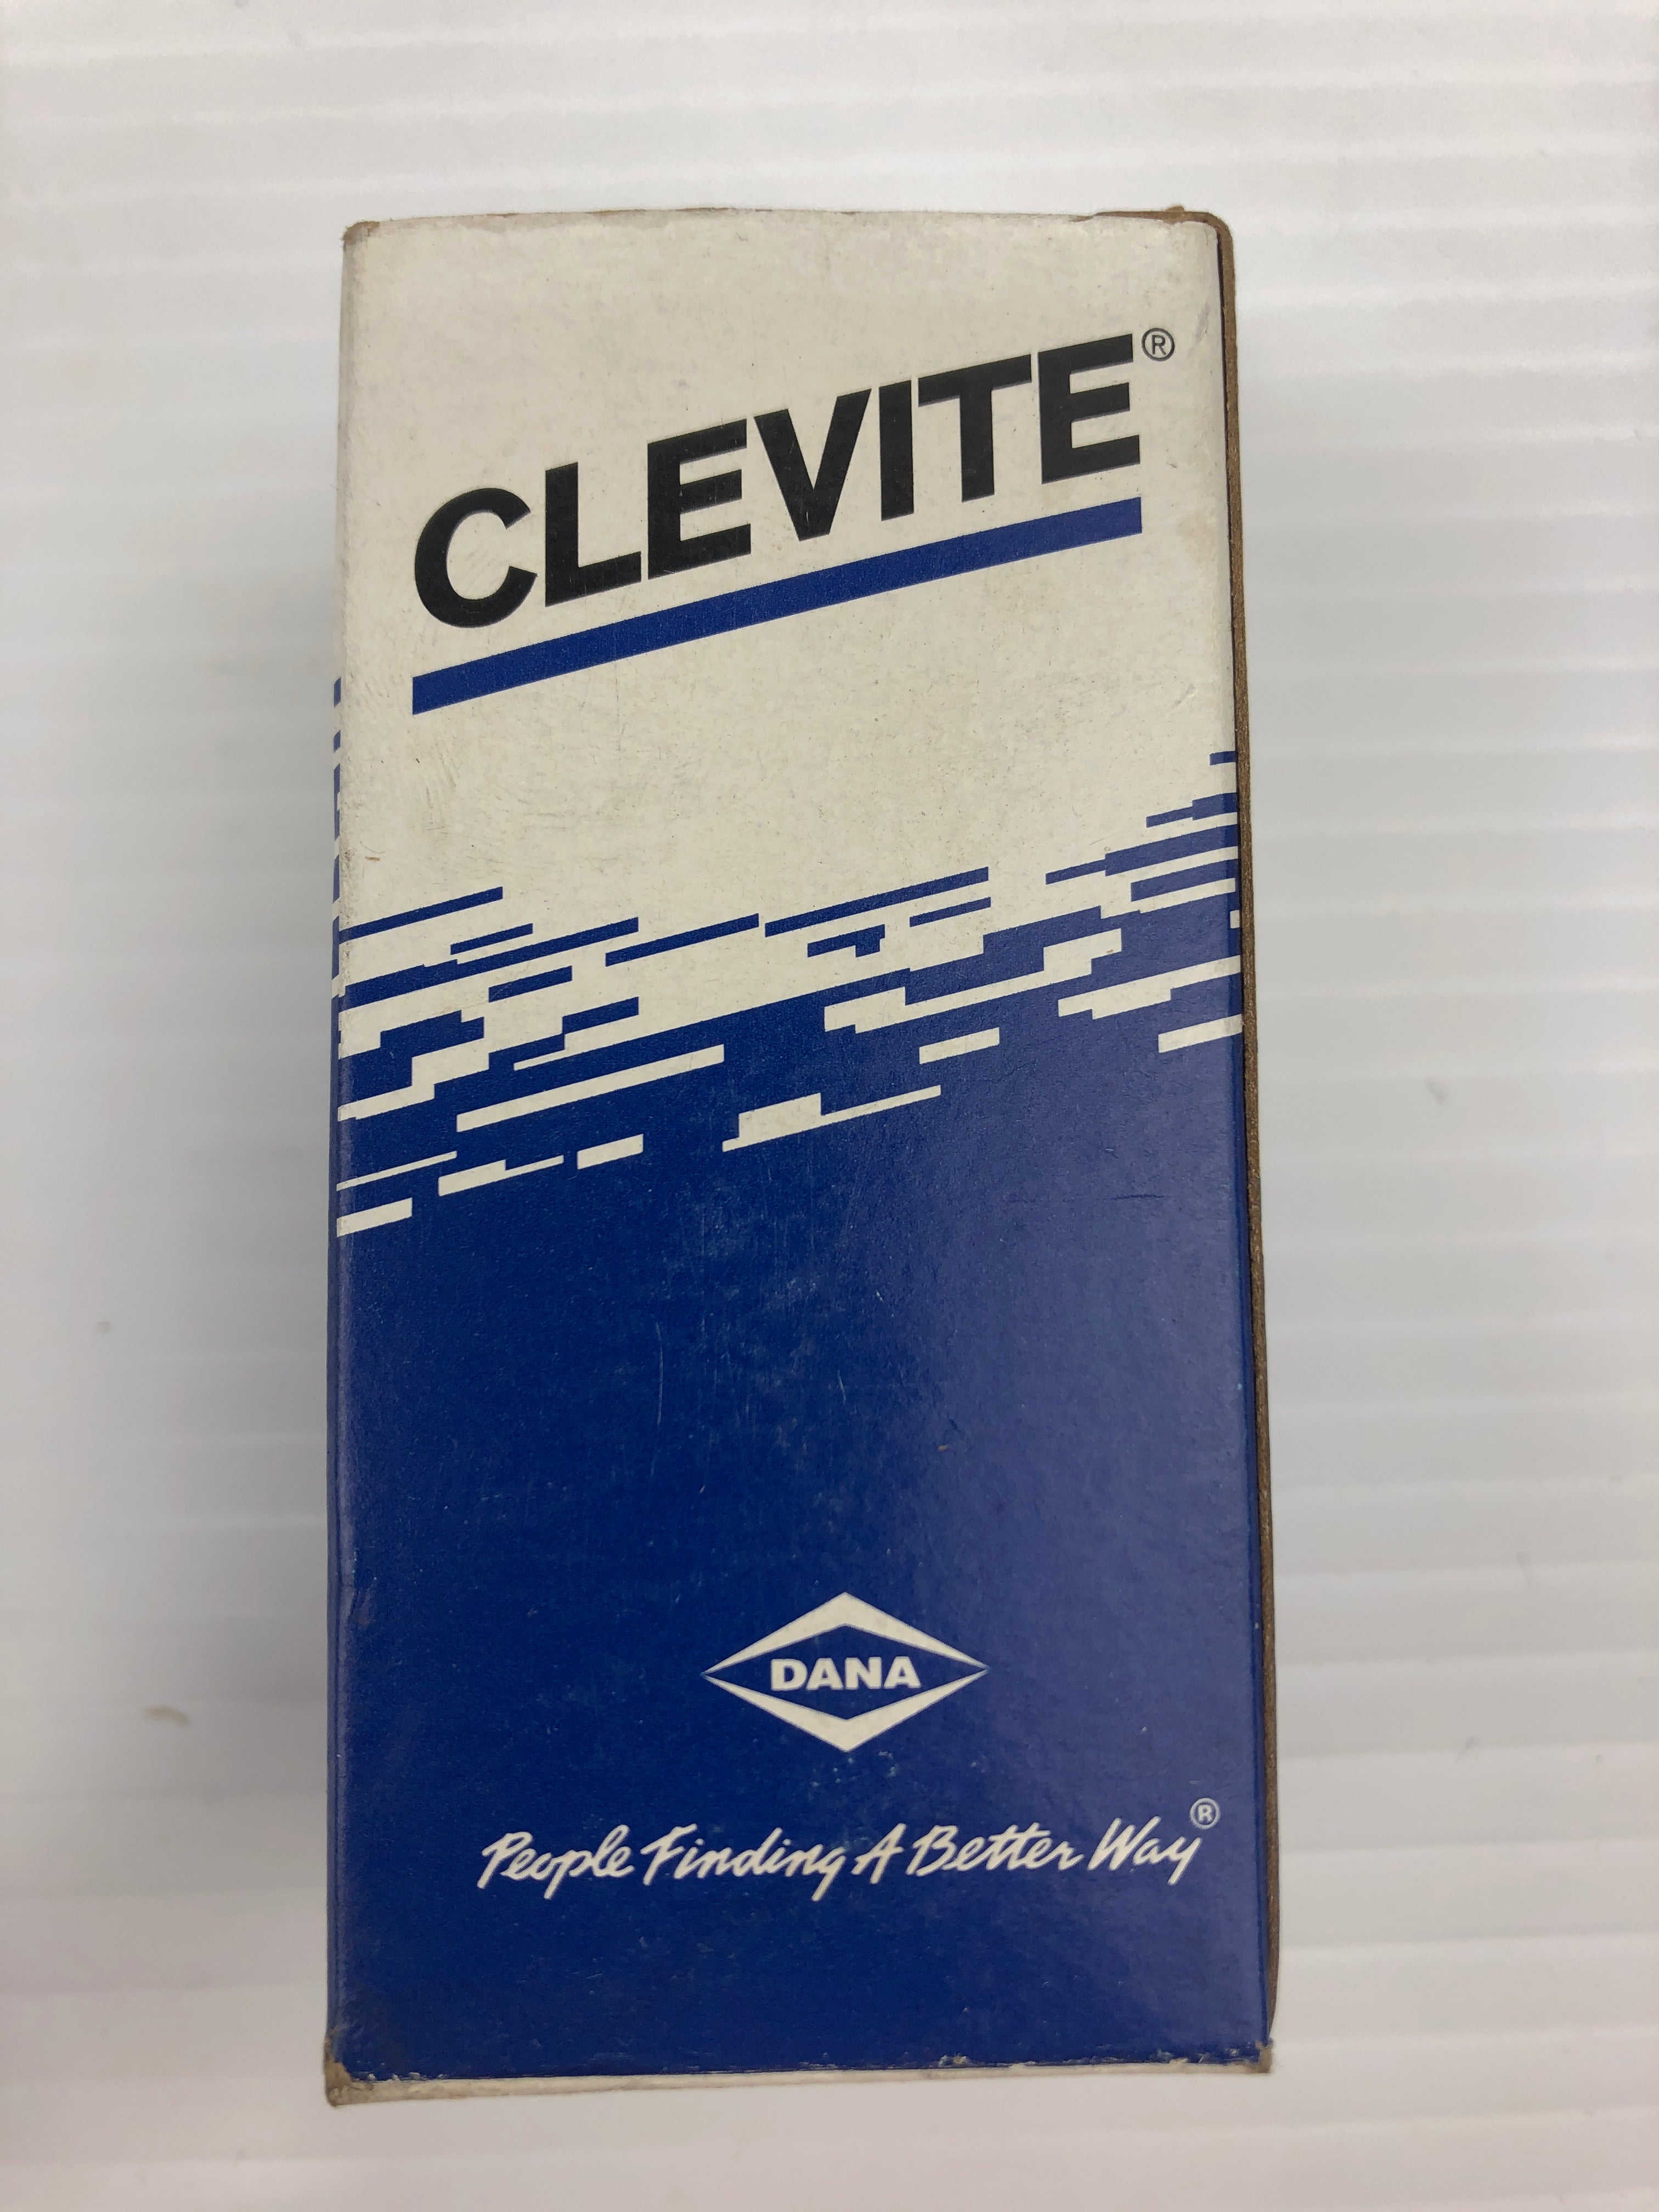 CLEVITE®
DANA
People Finding A Better Way®